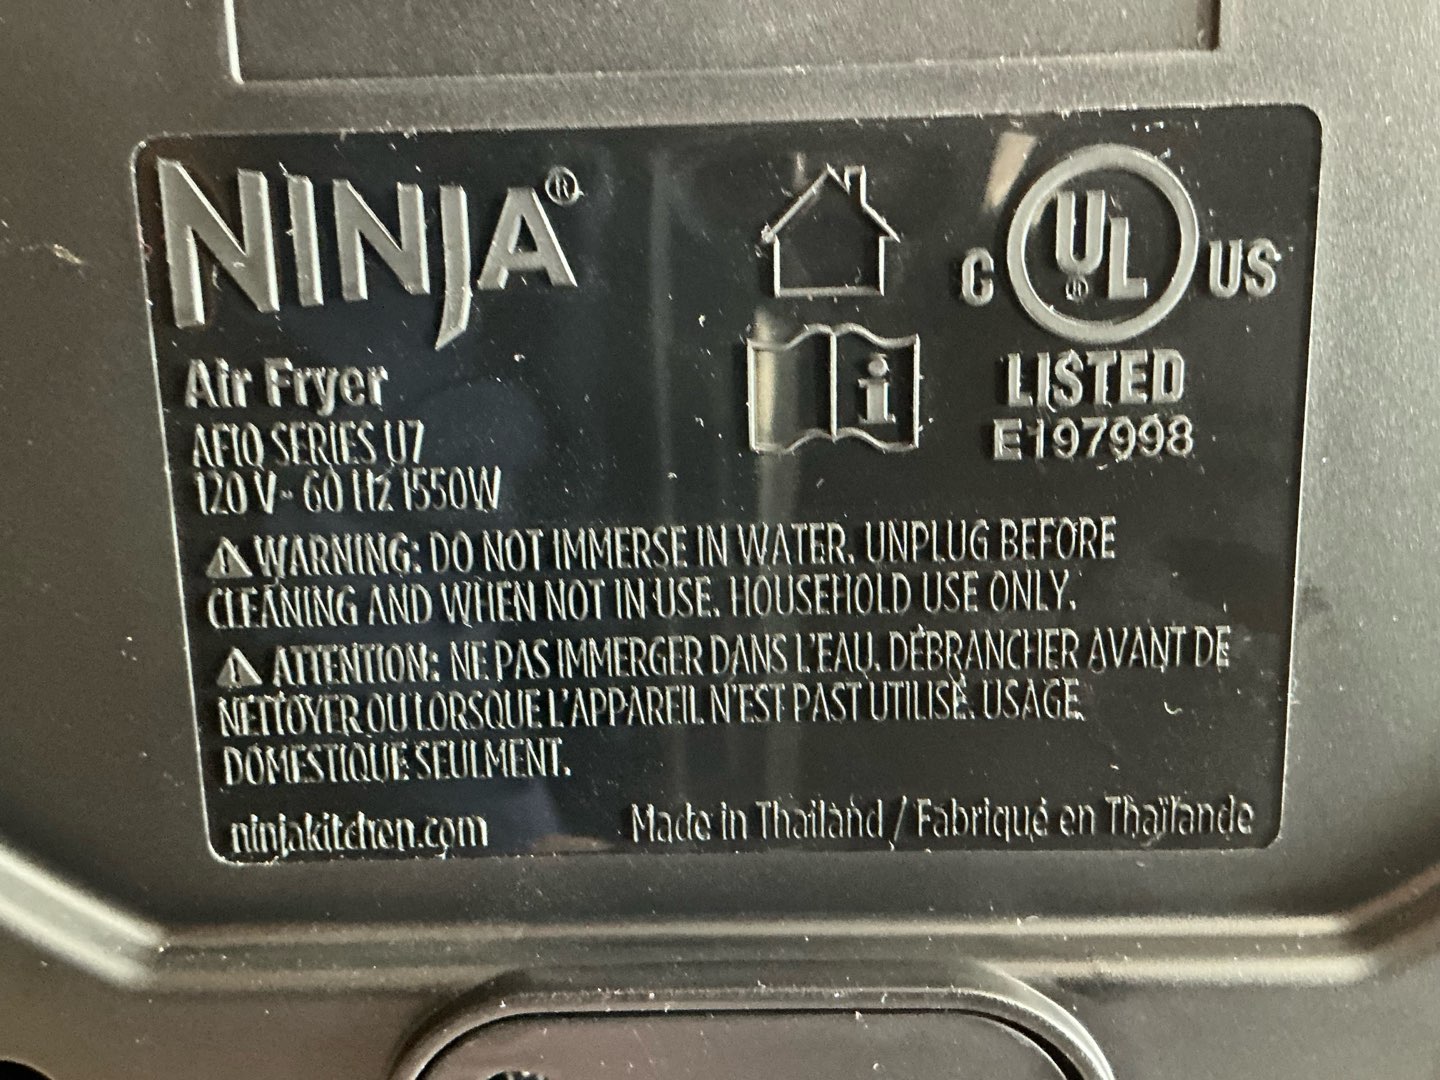 NINJA®
Air Fryer
AF10 SERIES U7
120 V~ 60 Hz 1550W
i
C UL® US
LISTED
E197998
⚠ WARNING: DO NOT IMMERSE IN WATER. UNPLUG BEFORE
CLEANING AND WHEN NOT IN USE. HOUSEHOLD USE ONLY.
⚠ ATTENTION: NE PAS IMMERGER DANS L'EAU. DÉBRANCHER AVANT DE
NETTOYER OU LORSQUE L'APPAREIL N'EST PAST UTILISÉ. USAGE
DOMESTIQUE SEULMENT.
ninjakitchen.com
Made in Thailand / Fabriqué en Thaïlande